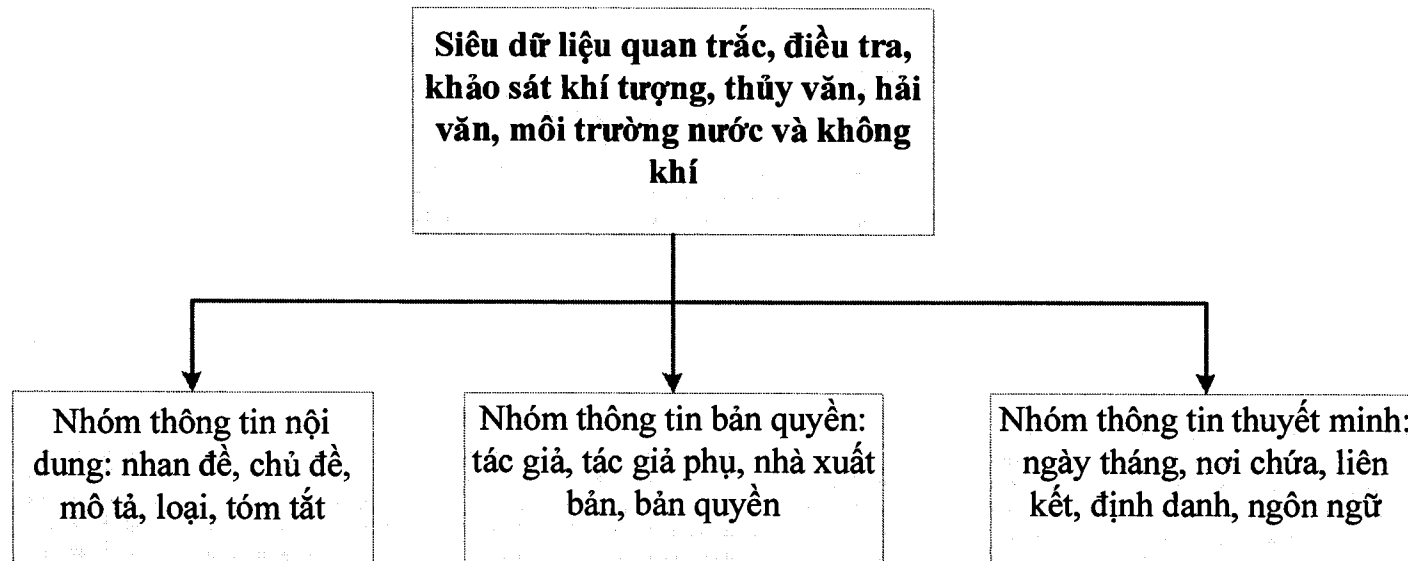 Siêu dữ liệu quan trắc, điều tra,
khảo sát khí tượng, thủy văn, hải
văn, môi trường nước và không
khí
Nhóm thông tin nội
dung: nhan đề, chủ đề,
mô tả, loại, tóm tắt
Nhóm thông tin bản quyền:
tác giả, tác giả phụ, nhà xuất
bản, bản quyền
Nhóm thông tin thuyết minh:
ngày tháng, nơi chứa, liên
kết, định danh, ngôn ngữ